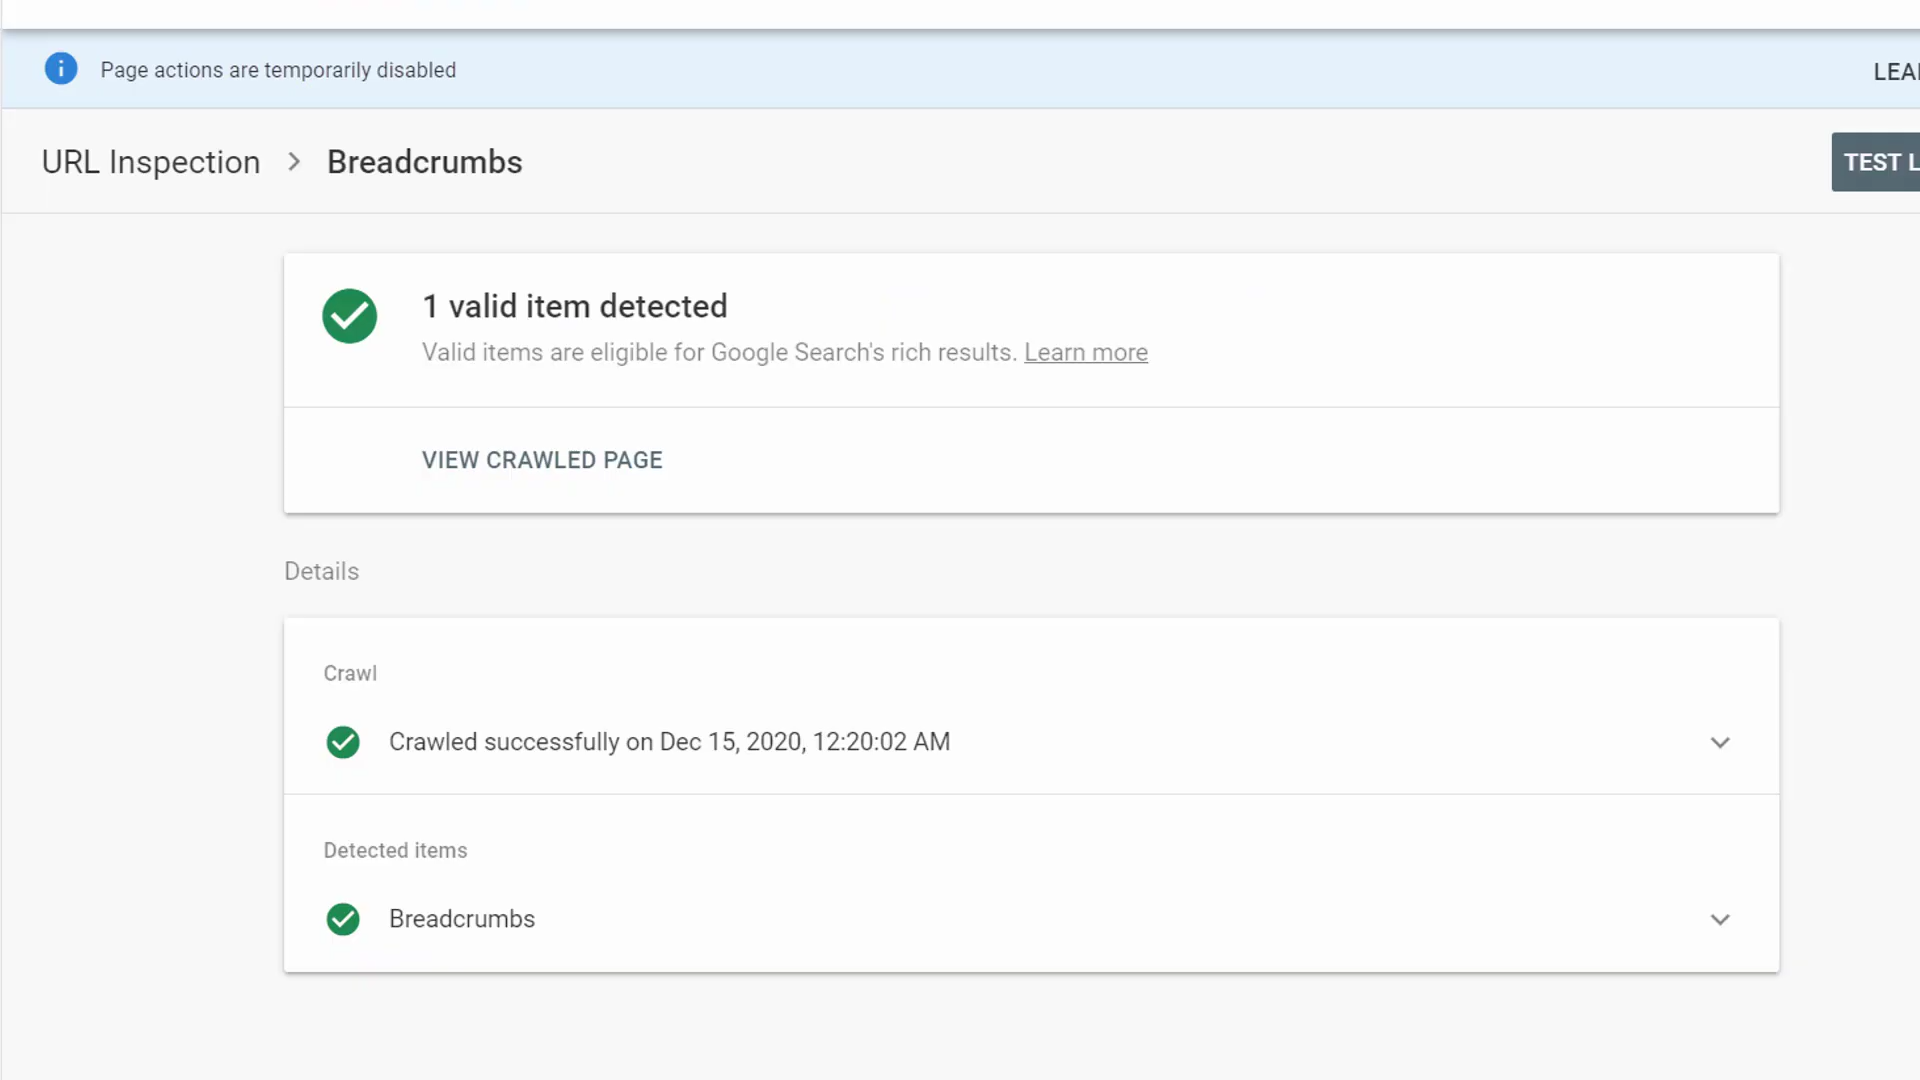 Page actions are temporarily disabled
URL Inspection > Breadcrumbs
TEST L
1 valid item detected
Valid items are eligible for Google Search's rich results. Learn more
VIEW CRAWLED PAGE
Details
Crawl
Crawled successfully on Dec 15, 2020, 12:20:02 AM
Detected items
Breadcrumbs